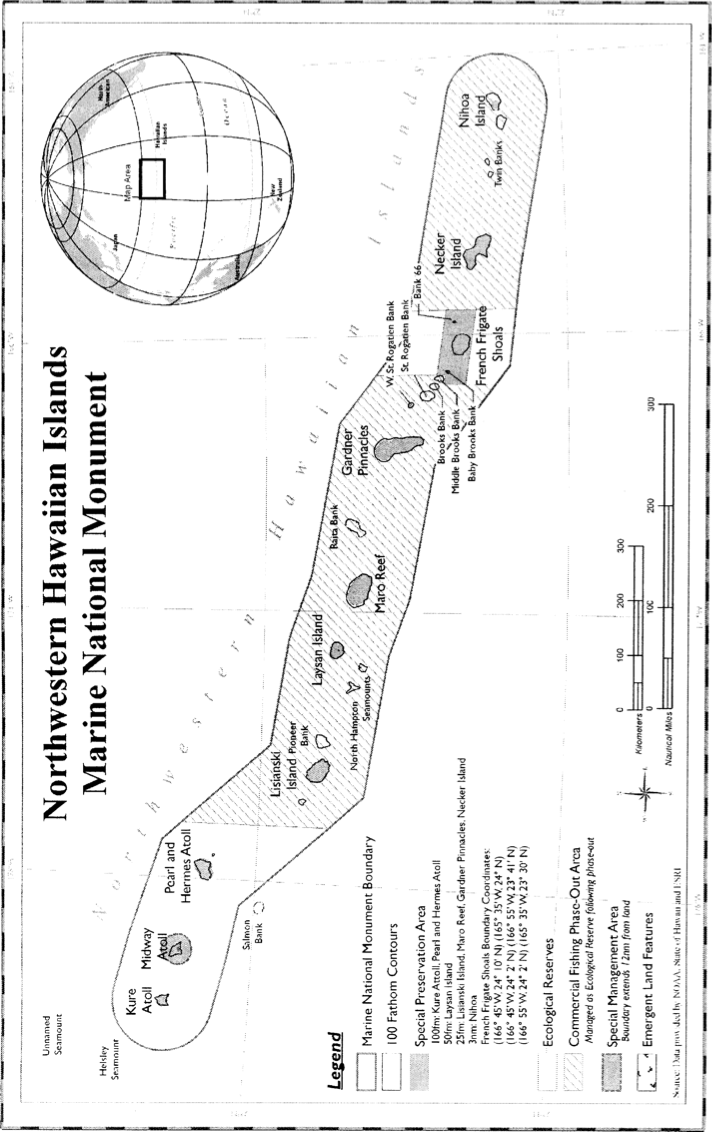 Northwestern Hawaiian Islands
Marine National Monument
Northwestern Hawaiian Islands
North
American
Ocean
Hawaiian
Islands
Map Area
Japan
Pacific
New
Zealand
Australia
Unnamed
Seamount
Helsley
Seamount
Kure
Atoll
Midway
Atoll
Pearl and
Hermes Atoll
Salmon
Bank
Lisianski
Island
Pioneer
Bank
North Hampton
Seamounts
Laysan Island
Maro Reef
Raita Bank
Gardner
Pinnacles
W. St. Rogatien Bank
St. Rogatien Bank
Brooks Bank
Middle Brooks Bank
Baby Brooks Bank
Bank 66
French Frigate
Shoals
Necker
Island
Twin Banks
Nihoa
Island
Legend
Marine National Monument Boundary
100 Fathom Contours
Special Preservation Area
100fm: Kure Attoll, Pearl and Hermes Atoll
50fm: Laysan Island
25fm: Lisianski Island, Maro Reef, Gardner Pinnacles, Necker Island
3nm: Nihoa
French Frigate Shoals Boundary Coordinates:
(166° 45' W, 24° 10' N) (165° 35' W, 24° N)
(166° 45' W, 24° 2' N) (166° 55' W, 23° 41' N)
(166° 55' W, 24° 2' N) (165° 35' W, 23° 30' N)
Ecological Reserves
Commercial Fishing Phase-Out Area
Managed as Ecological Reserve following phase-out
Special Management Area
Boundary extends 12nm from land
Emergent Land Features
0 100 200 300
Kilometers
0 100 200 300
Nautical Miles
Source: Data provided by NOAA, State of Hawaii and ESRI